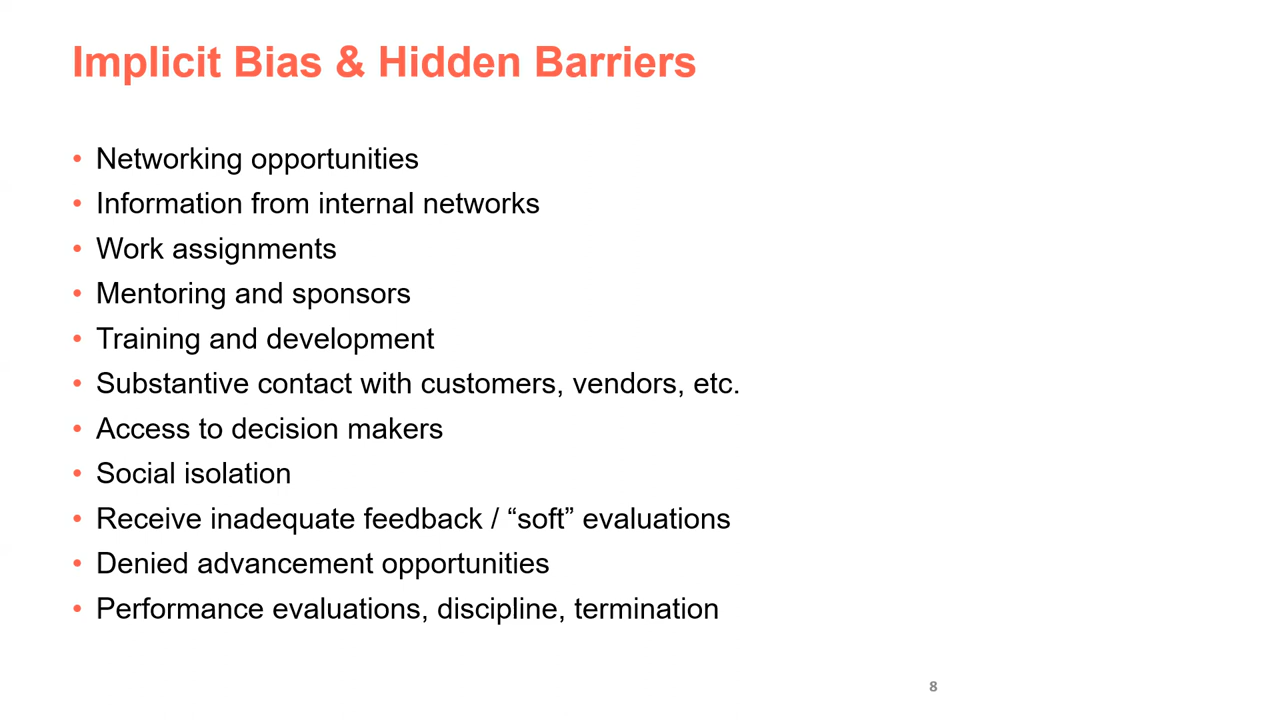 Implicit Bias & Hidden Barriers
• Networking opportunities
• Information from internal networks
• Work assignments
• Mentoring and sponsors
• Training and development
• Substantive contact with customers, vendors, etc.
• Access to decision makers
• Social isolation
• Receive inadequate feedback / “soft” evaluations
• Denied advancement opportunities
• Performance evaluations, discipline, termination
8